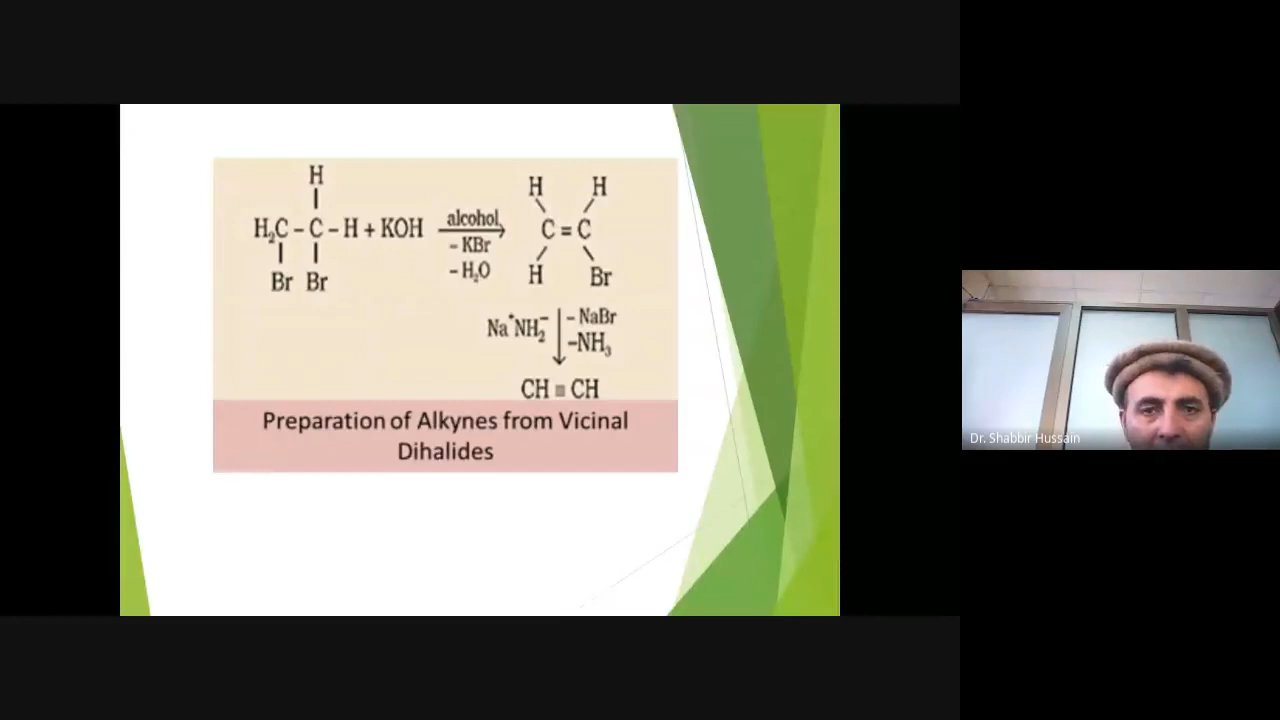 H
H₂C – C – H + KOH
Br Br
alcohol
– KBr
– H₂O
H H
C = C
H Br
Na⁺NH₂⁻
– NaBr
–NH₃
CH ≡ CH
Preparation of Alkynes from Vicinal
Dihalides
Dr. Shabbir Hussain